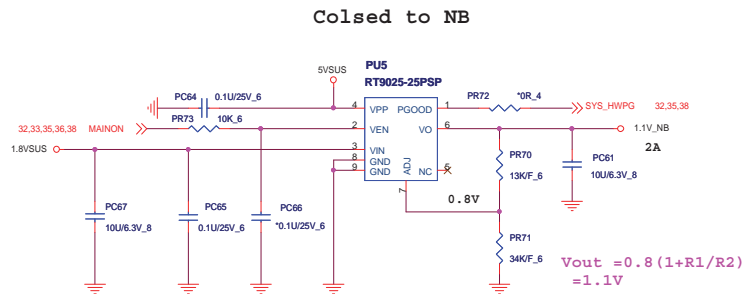 Colsed to NB
5VSUS
PU5
RT9025-25PSP
PC64
0.1U/25V_6
PR72
*0R_4
4
VPP
PGOOD
1
SYS_HWPG
32,35,38
PR73
10K_6
32,33,35,36,38
MAINON
2
VEN
VO
6
1.1V_NB
2A
1.8VSUS
3
VIN
8
GND
9
GND
ADJ
NC
5
7
0.8V
PR70
13K/F_6
PC61
10U/6.3V_8
PC67
10U/6.3V_8
PC65
0.1U/25V_6
PC66
*0.1U/25V_6
PR71
34K/F_6
Vout =0.8(1+R1/R2)
=1.1V